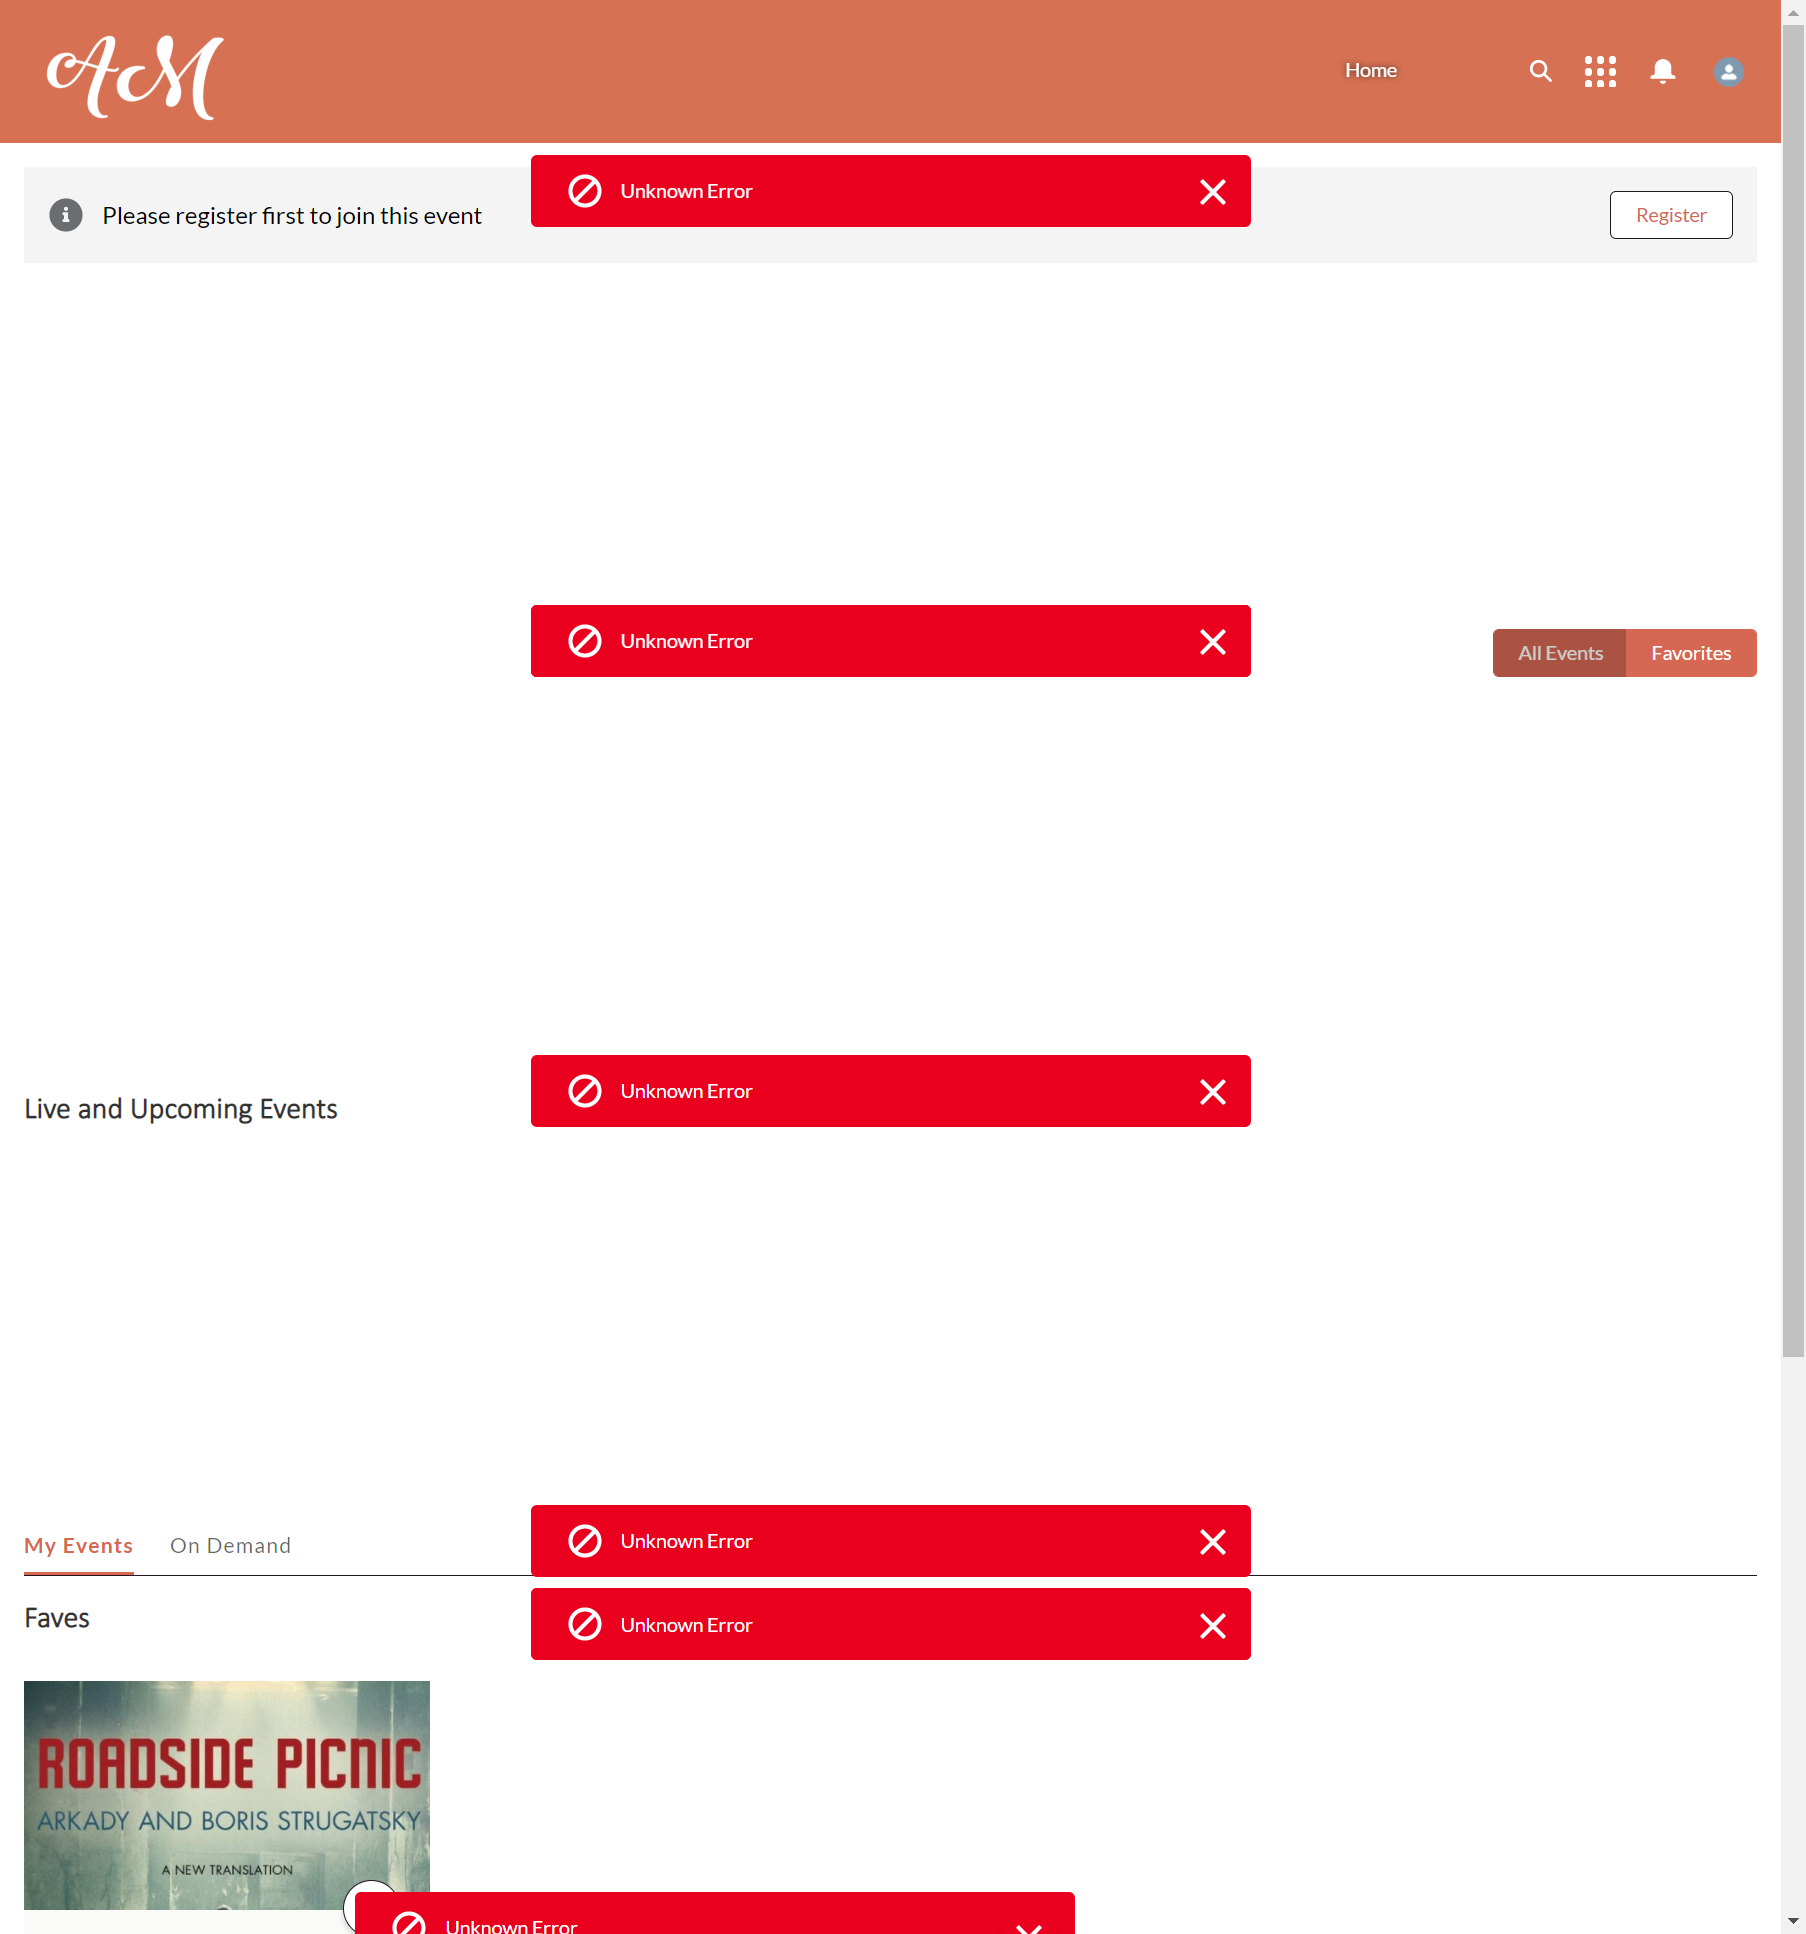 AM
Home
Unknown Error
Please register first to join this event
Register
Unknown Error
All Events
Favorites
Unknown Error
Live and Upcoming Events
Unknown Error
My Events
On Demand
Faves
Unknown Error
ROADSIDE PICNIC
ARKADY AND BORIS STRUGATSKY
A NEW TRANSLATION
Unknown Error